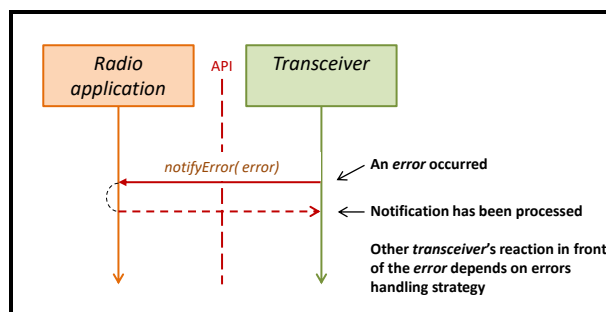 Radio
application
API
Transceiver
notifyError( error)
An error occurred
Notification has been processed
Other transceiver's reaction in front
of the error depends on errors
handling strategy